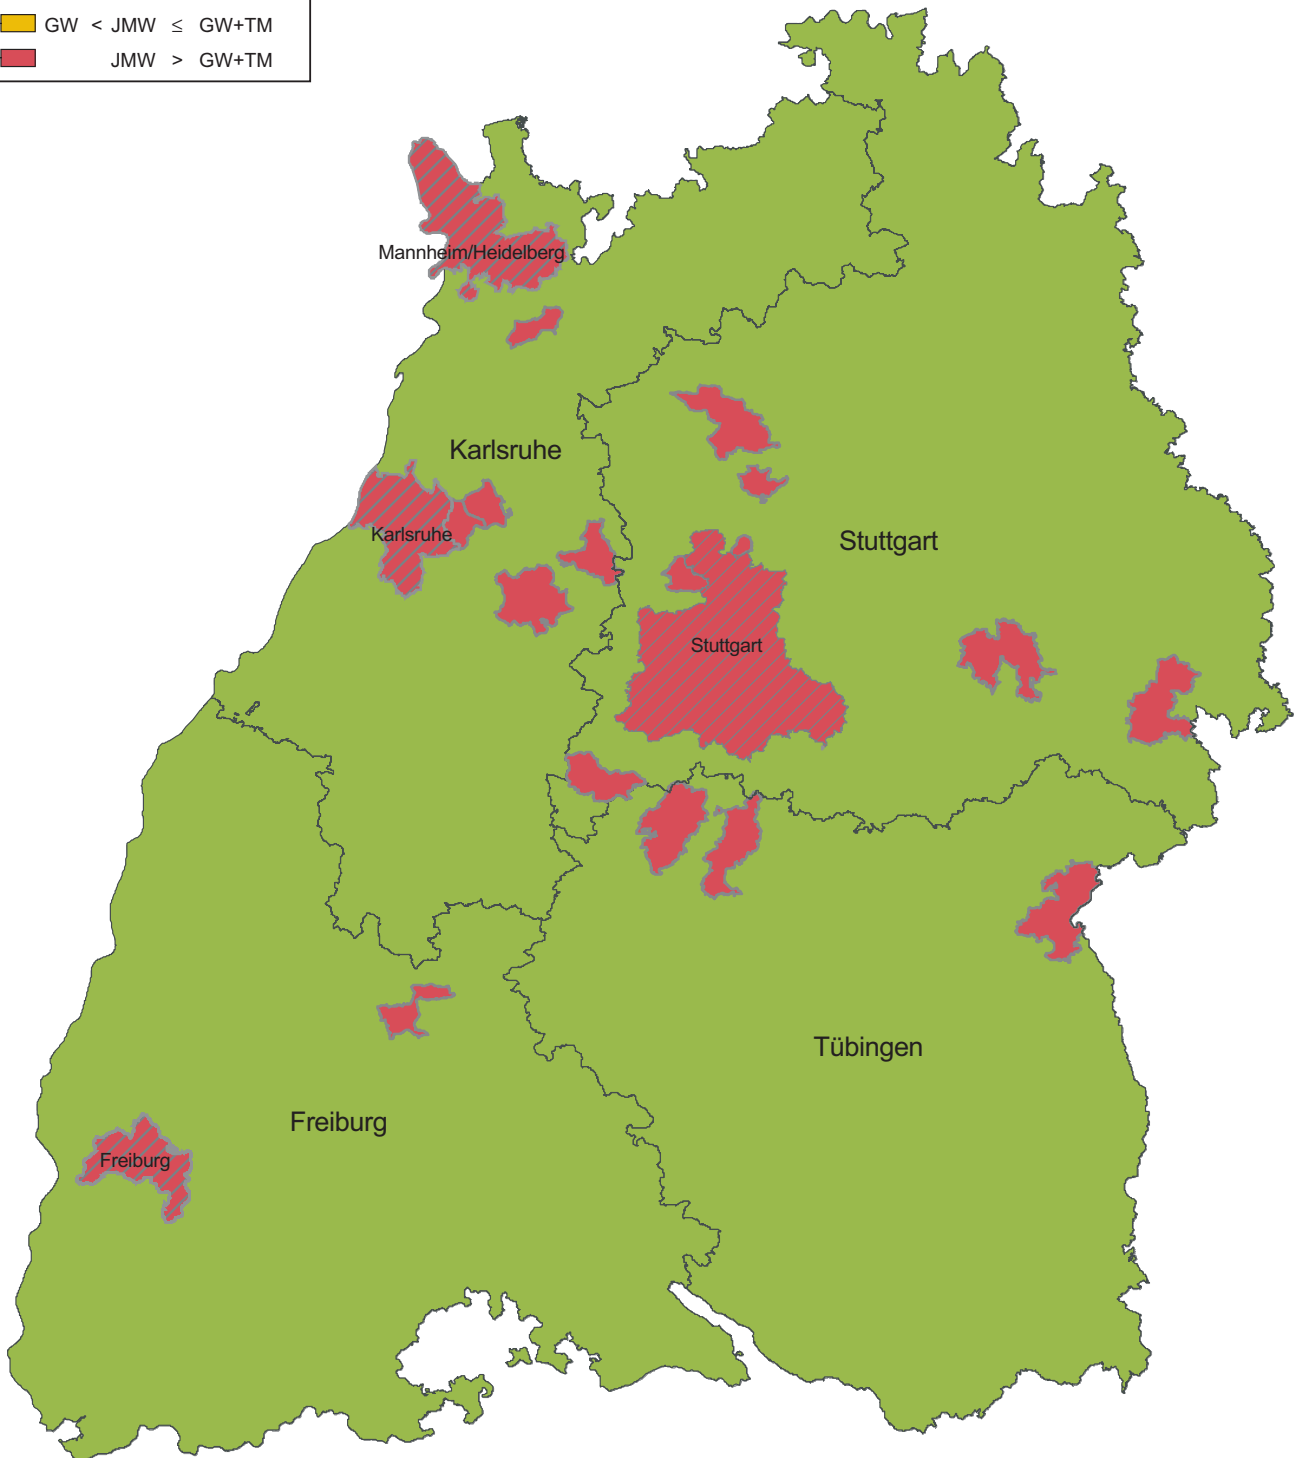 GW < JMW ≤ GW+TM
JMW > GW+TM
Mannheim/Heidelberg
Karlsruhe
Karlsruhe
Stuttgart
Stuttgart
Tübingen
Freiburg
Freiburg